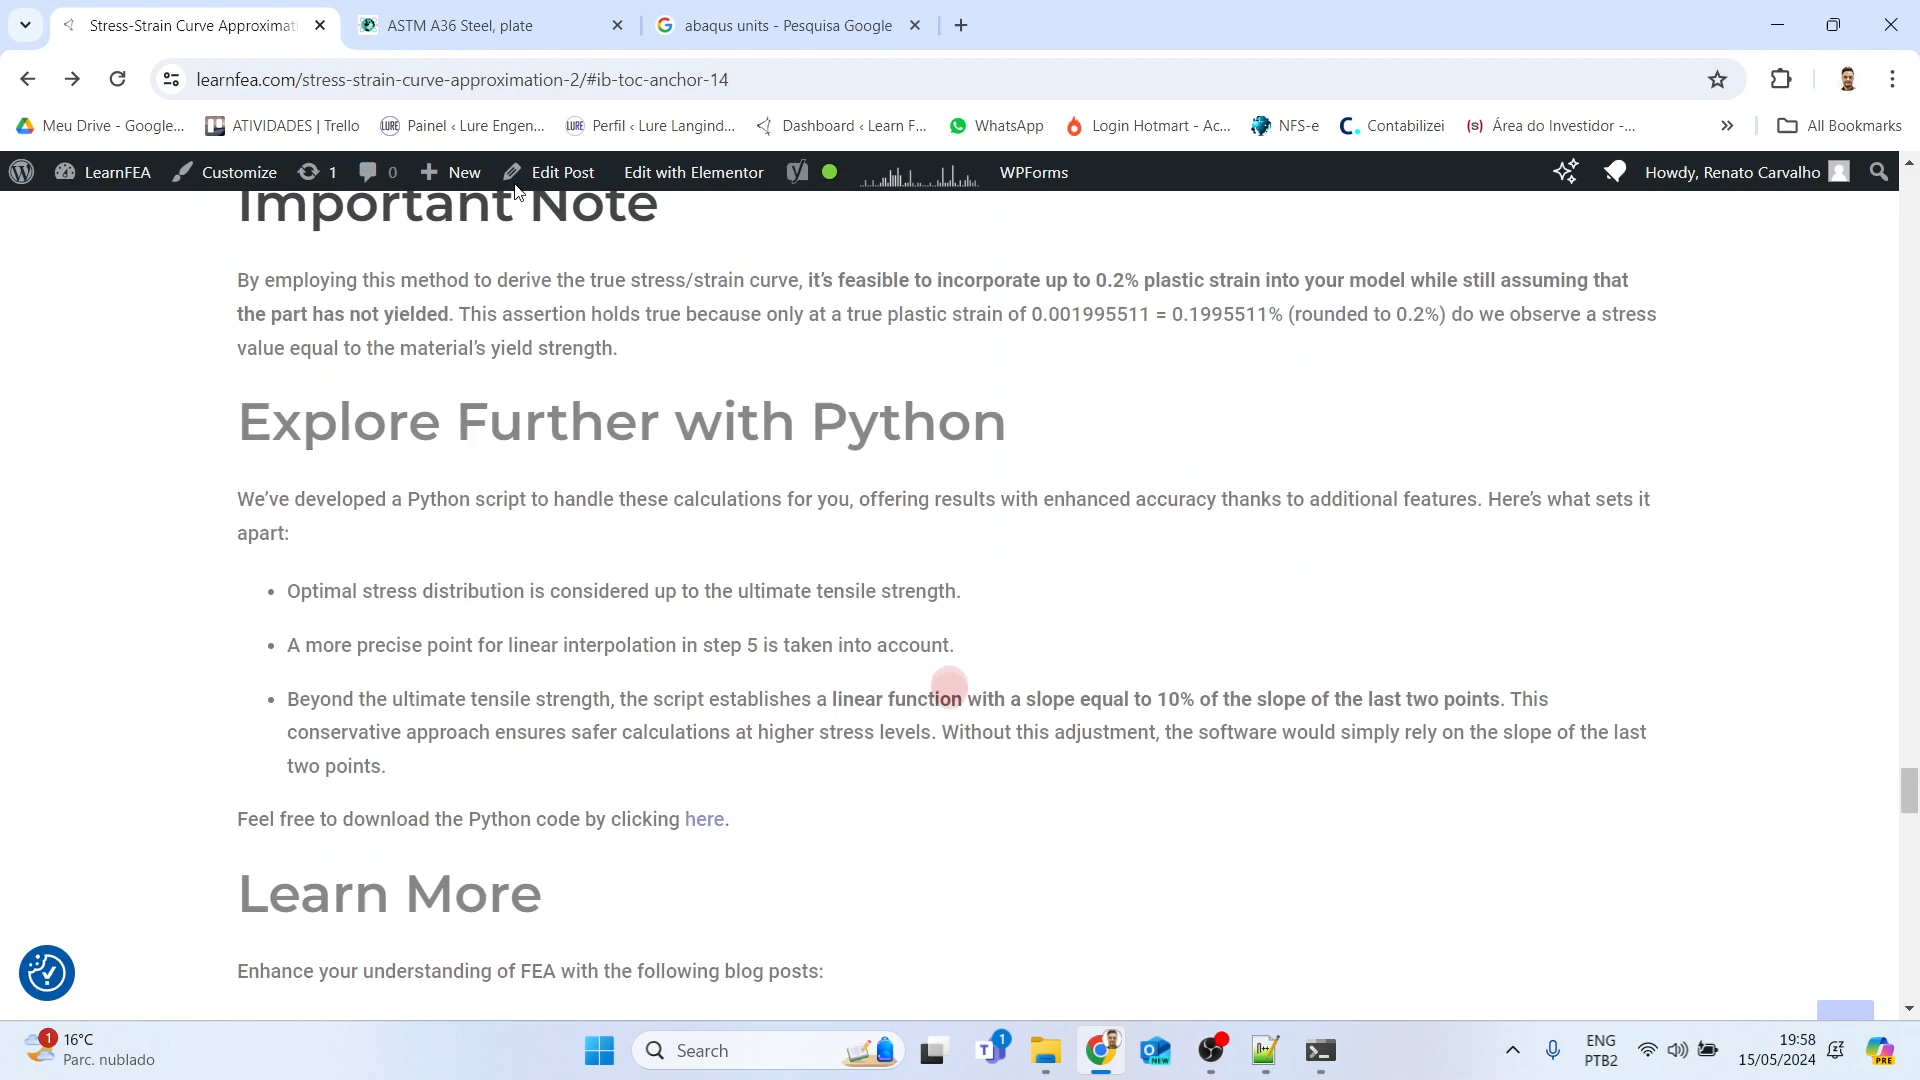 Stress-Strain Curve Approximati
ASTM A36 Steel, plate
abaqus units - Pesquisa Google
learnfea.com/stress-strain-curve-approximation-2/#ib-toc-anchor-14
Meu Drive - Google...
ATIVIDADES | Trello
Painel ‹ Lure Engen...
Perfil ‹ Lure Langind...
Dashboard ‹ Learn F...
WhatsApp
Login Hotmart - Ac...
NFS-e
Contabilizei
Área do Investidor -...
»
All Bookmarks
LearnFEA
Customize
1
0
New
Edit Post
Edit with Elementor
WPForms
Howdy, Renato Carvalho
Important Note
By employing this method to derive the true stress/strain curve, it’s feasible to incorporate up to 0.2% plastic strain into your model while still assuming that
the part has not yielded. This assertion holds true because only at a true plastic strain of 0.001995511 = 0.1995511% (rounded to 0.2%) do we observe a stress
value equal to the material’s yield strength.
Explore Further with Python
We’ve developed a Python script to handle these calculations for you, offering results with enhanced accuracy thanks to additional features. Here’s what sets it
apart:
• Optimal stress distribution is considered up to the ultimate tensile strength.
• A more precise point for linear interpolation in step 5 is taken into account.
• Beyond the ultimate tensile strength, the script establishes a linear function with a slope equal to 10% of the slope of the last two points. This
conservative approach ensures safer calculations at higher stress levels. Without this adjustment, the software would simply rely on the slope of the last
two points.
Feel free to download the Python code by clicking here.
Learn More
Enhance your understanding of FEA with the following blog posts:
1
16°C
Parc. nublado
Search
1
NEW
ENG
PTB2
19:58
15/05/2024
PRE